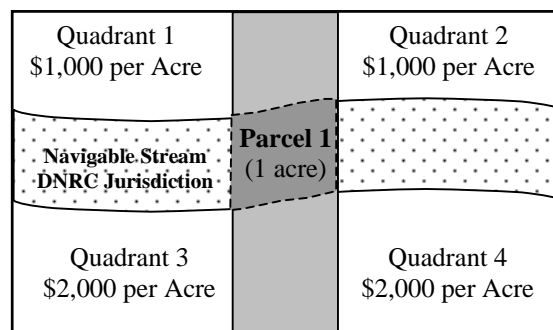 Quadrant 1
$1,000 per Acre
Quadrant 2
$1,000 per Acre
Navigable Stream
DNRC Jurisdiction
Parcel 1
(1 acre)
Quadrant 3
$2,000 per Acre
Quadrant 4
$2,000 per Acre